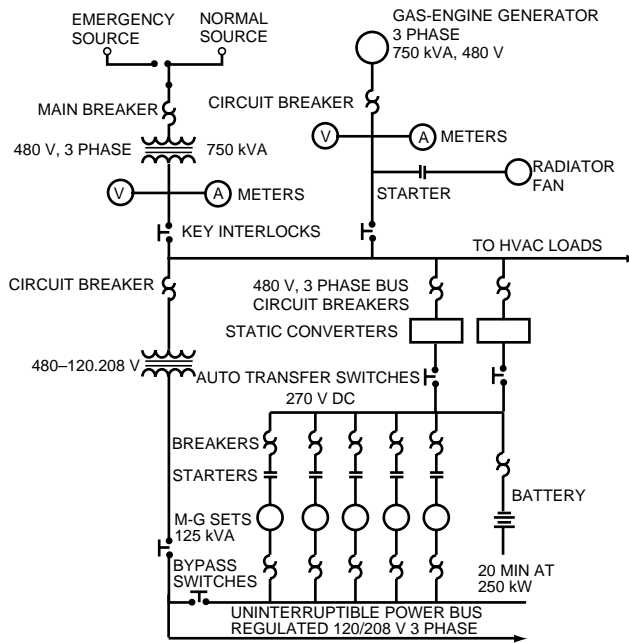 EMERGENCY
SOURCE
NORMAL
SOURCE
GAS-ENGINE GENERATOR
3 PHASE
750 kVA, 480 V
MAIN BREAKER
CIRCUIT BREAKER
480 V, 3 PHASE
750 kVA
V
A
METERS
V
A
METERS
STARTER
RADIATOR
FAN
KEY INTERLOCKS
TO HVAC LOADS
CIRCUIT BREAKER
480 V, 3 PHASE BUS
CIRCUIT BREAKERS
STATIC CONVERTERS
480–120.208 V
AUTO TRANSFER SWITCHES
270 V DC
BREAKERS
STARTERS
M-G SETS
125 kVA
BATTERY
20 MIN AT
250 kW
BYPASS
SWITCHES
UNINTERRUPTIBLE POWER BUS
REGULATED 120/208 V 3 PHASE